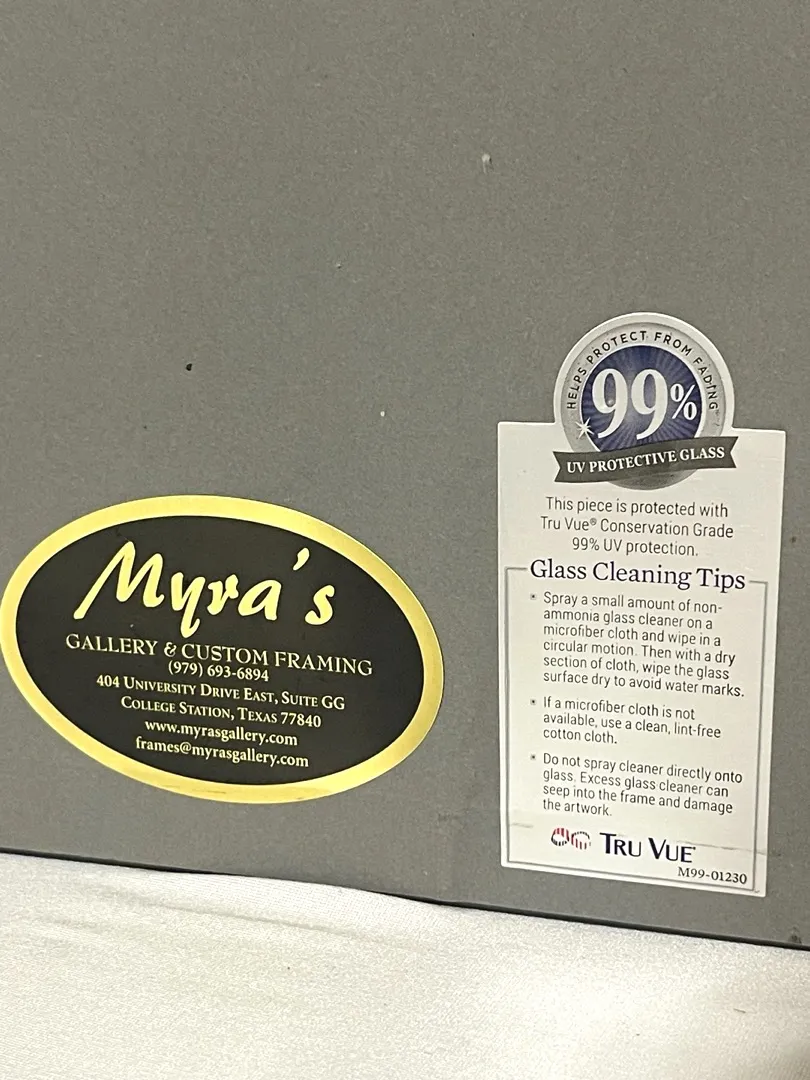 Myra's
GALLERY & CUSTOM FRAMING
(979) 693-6894
404 UNIVERSITY DRIVE EAST, SUITE GG
COLLEGE STATION, TEXAS 77840
www.myrasgallery.com
frames@myrasgallery.com
HELPS PROTECT FROM FADING
99%
UV PROTECTIVE GLASS
This piece is protected with
Tru Vue® Conservation Grade
99% UV protection.
Glass Cleaning Tips
Spray a small amount of non-
ammonia glass cleaner on a
microfiber cloth and wipe in a
circular motion. Then with a dry
section of cloth, wipe the glass
surface dry to avoid water marks.
If a microfiber cloth is not
available, use a clean, lint-free
cotton cloth.
Do not spray cleaner directly onto
glass. Excess glass cleaner can
seep into the frame and damage
the artwork.
TRU VUE®
M99-01230